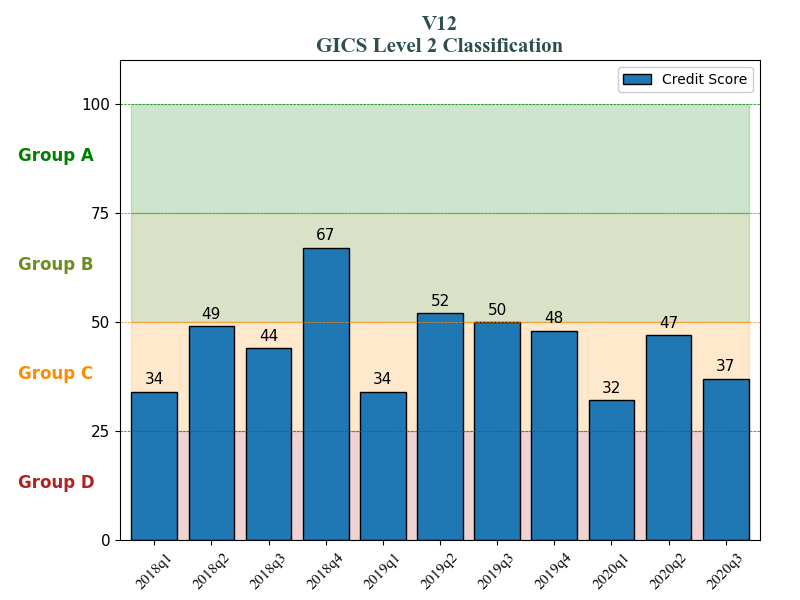 V12
GICS Level 2 Classification
Credit Score
100
Group A
75
67
Group B
49
52
50
50
48
47
44
34
34
32
37
Group C
25
Group D
0
2018q1
2018q2
2018q3
2018q4
2019q1
2019q2
2019q3
2019q4
2020q1
2020q2
2020q3